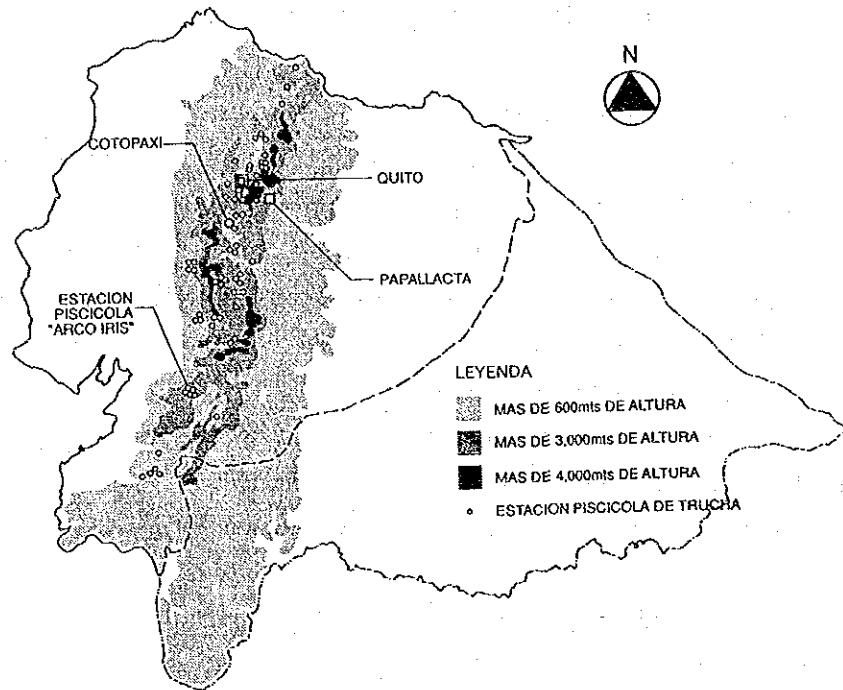 N
COTOPAXI
QUITO
PAPALLACTA
ESTACION
PISCICOLA
"ARCO IRIS"
LEYENDA
MAS DE 600mts DE ALTURA
MAS DE 3,000mts DE ALTURA
MAS DE 4,000mts DE ALTURA
ESTACION PISCICOLA DE TRUCHA